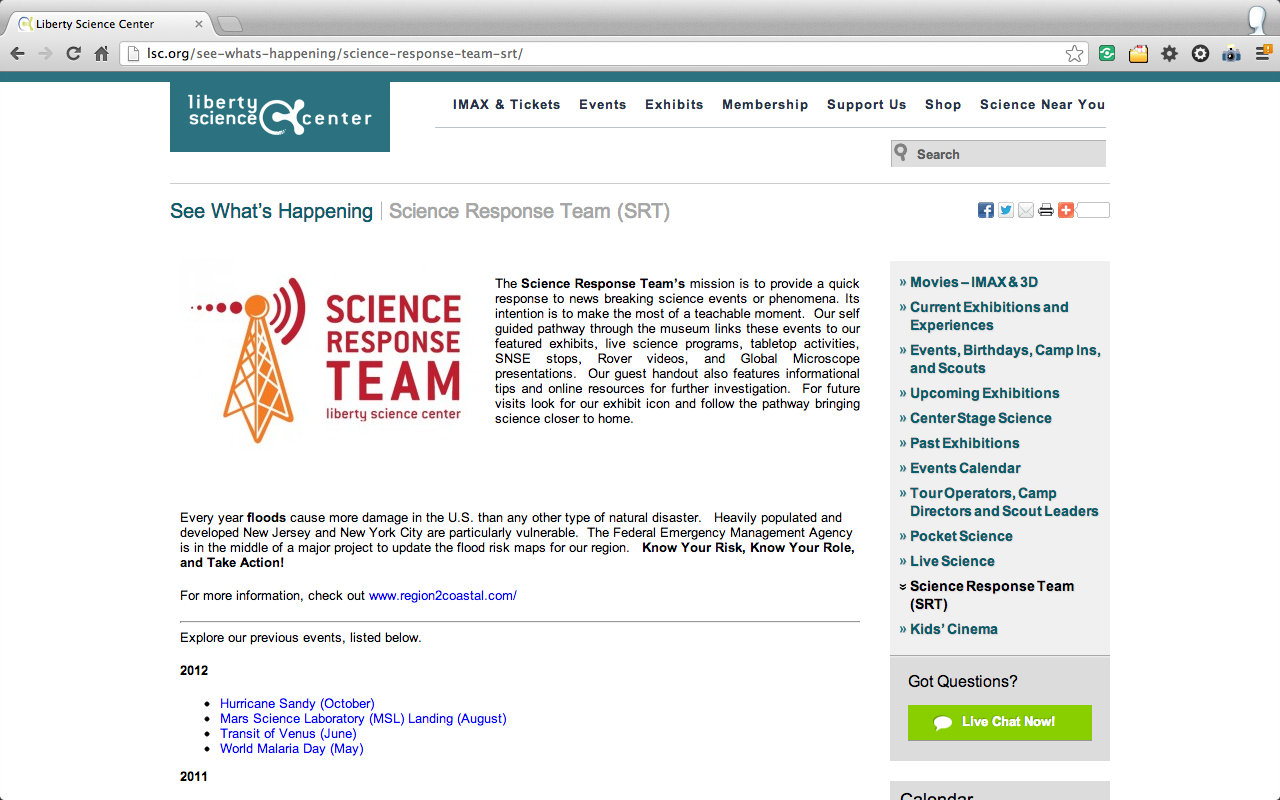 Liberty Science Center
lsc.org/see-whats-happening/science-response-team-srt/
liberty
science center
IMAX & Tickets Events Exhibits Membership Support Us Shop Science Near You
Search
See What's Happening | Science Response Team (SRT)
SCIENCE
RESPONSE
TEAM
liberty science center
The Science Response Team's mission is to provide a quick
response to news breaking science events or phenomena. Its
intention is to make the most of a teachable moment. Our self
guided pathway through the museum links these events to our
featured exhibits, live science programs, tabletop activities,
SNSE stops, Rover videos, and Global Microscope
presentations. Our guest handout also features informational
tips and online resources for further investigation. For future
visits look for our exhibit icon and follow the pathway bringing
science closer to home.
Every year floods cause more damage in the U.S. than any other type of natural disaster. Heavily populated and
developed New Jersey and New York City are particularly vulnerable. The Federal Emergency Management Agency
is in the middle of a major project to update the flood risk maps for our region. Know Your Risk, Know Your Role,
and Take Action!
For more information, check out www.region2coastal.com/
Explore our previous events, listed below.
2012
• Hurricane Sandy (October)
• Mars Science Laboratory (MSL) Landing (August)
• Transit of Venus (June)
• World Malaria Day (May)
2011
» Movies – IMAX & 3D
» Current Exhibitions and
Experiences
» Events, Birthdays, Camp Ins,
and Scouts
» Upcoming Exhibitions
» Center Stage Science
» Past Exhibitions
» Events Calendar
» Tour Operators, Camp
Directors and Scout Leaders
» Pocket Science
» Live Science
» Science Response Team
(SRT)
» Kids' Cinema
Got Questions?
Live Chat Now!
Calendar